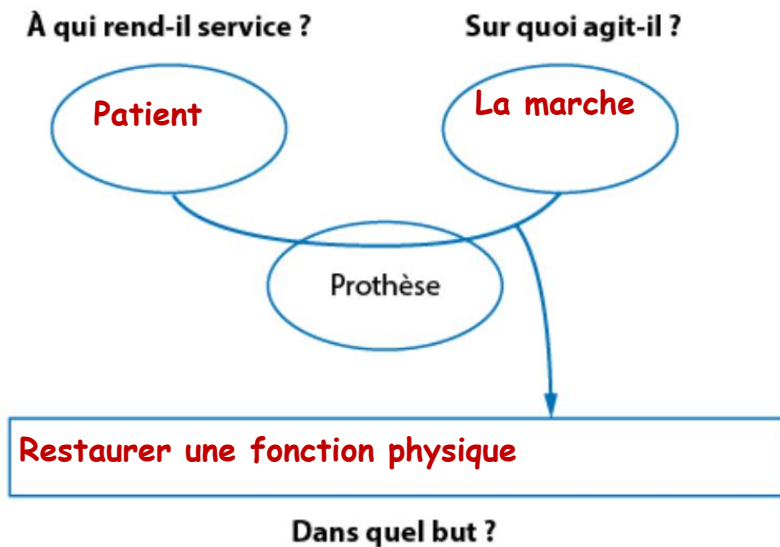 À qui rend-il service ?
Sur quoi agit-il ?
Patient
La marche
Prothèse
Restaurer une fonction physique
Dans quel but ?